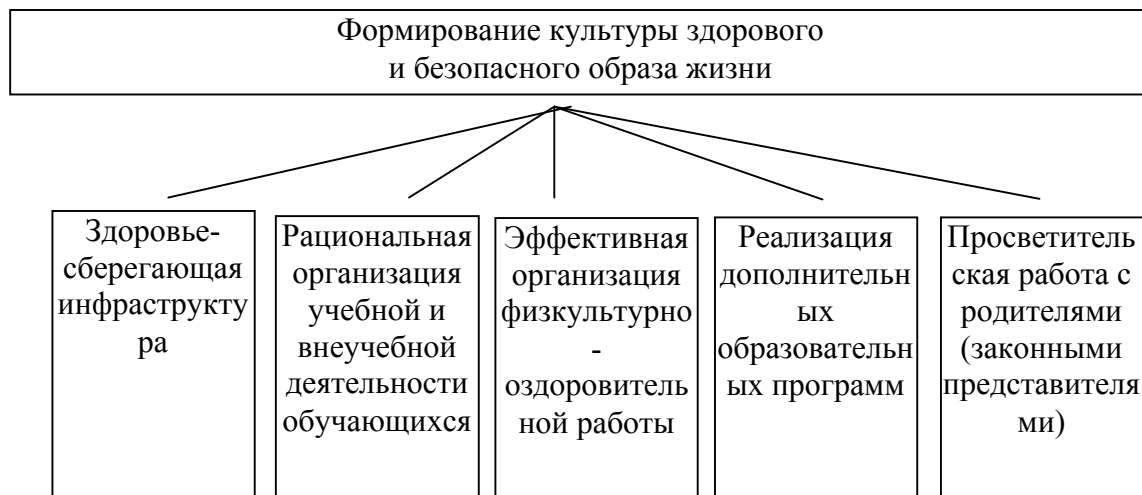 Формирование культуры здорового
и безопасного образа жизни
Здоровье-
сберегающая
инфраструкту
ра
Рациональная
организация
учебной и
внеучебной
деятельности
обучающихся
Эффективная
организация
физкультурно
-
оздоровитель
ной работы
Реализация
дополнительн
ых
образовательн
ых программ
Просветитель
ская работа с
родителями
(законными
представителя
ми)